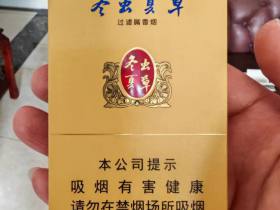 冬虫夏草
过滤嘴香烟
冬虫
夏草
本公司提示
吸烟有害健康
请勿在禁烟场所吸烟